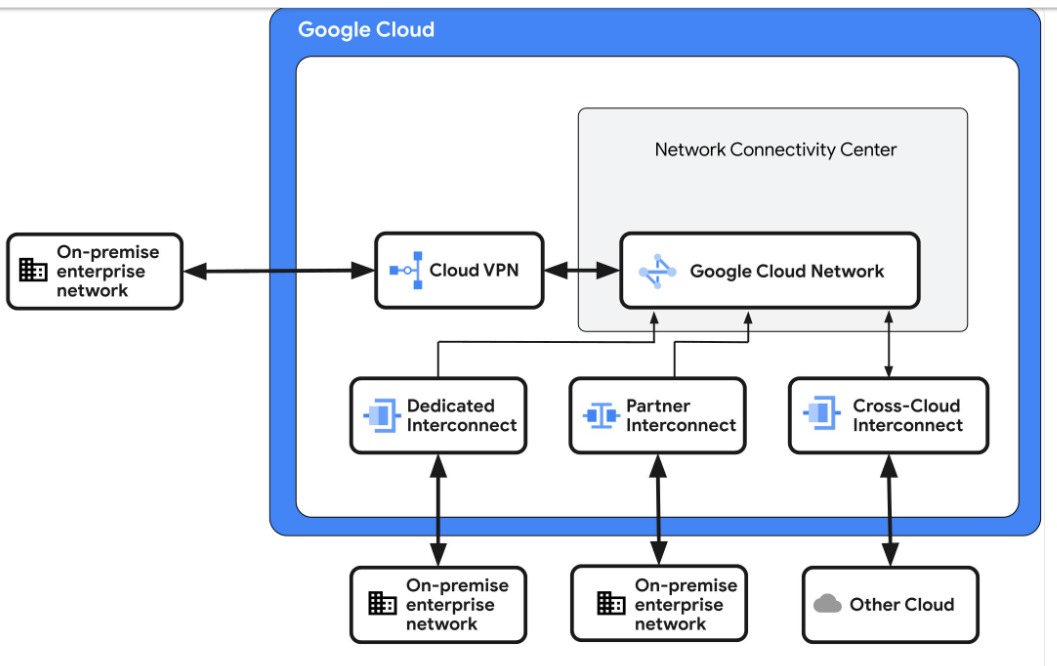 Google Cloud
Network Connectivity Center
On-premise
enterprise
network
Cloud VPN
Google Cloud Network
Dedicated
Interconnect
Partner
Interconnect
Cross-Cloud
Interconnect
On-premise
enterprise
network
On-premise
enterprise
network
Other Cloud